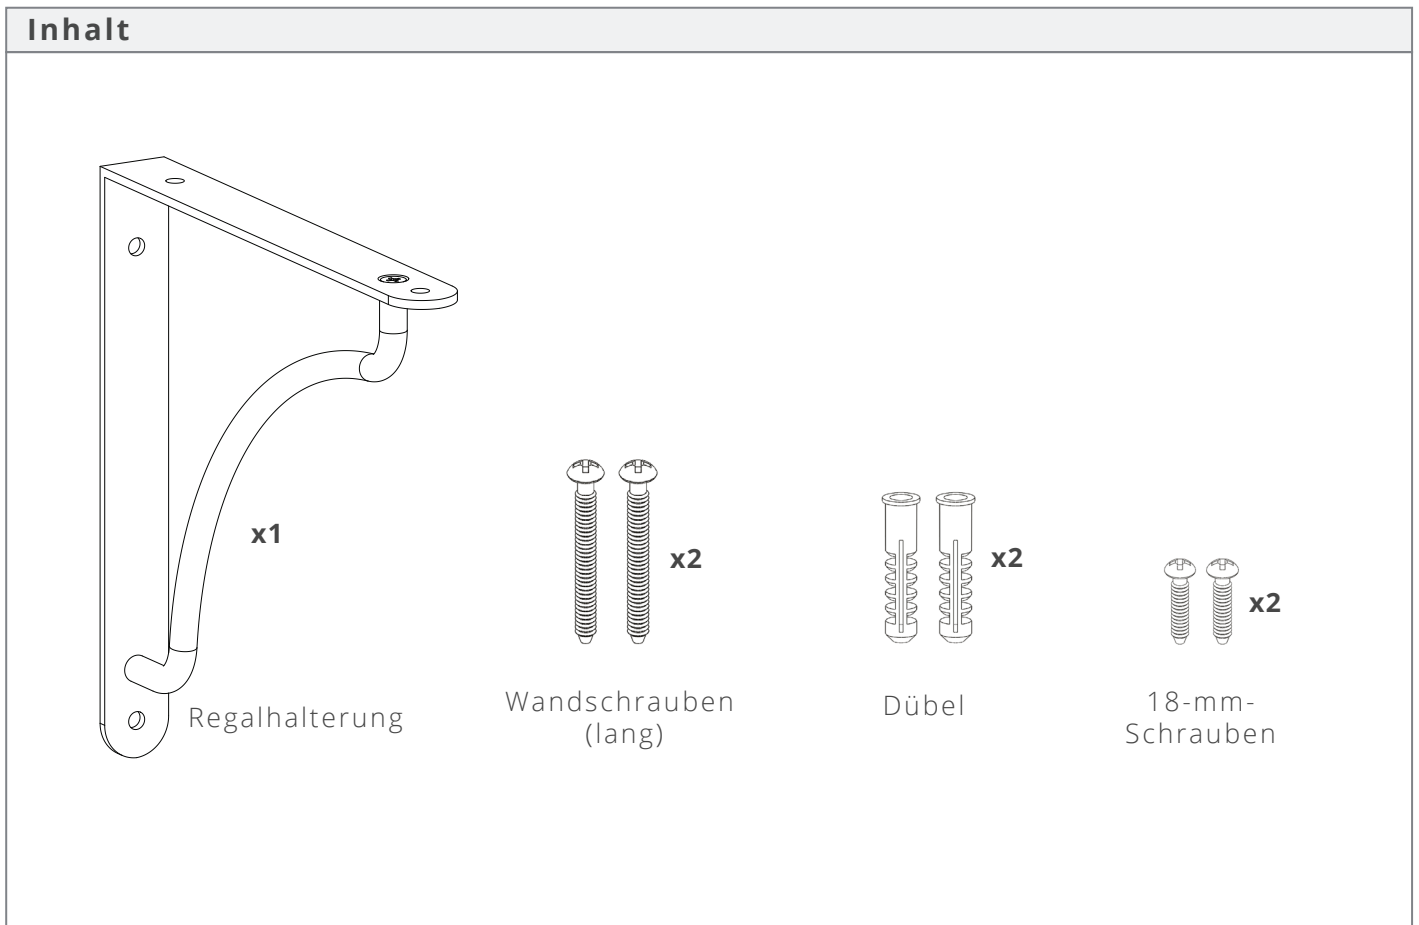 Inhalt
x1
x2
x2
x2
Regalhalterung
Wandschrauben
(lang)
Dübel
18-mm-
Schrauben